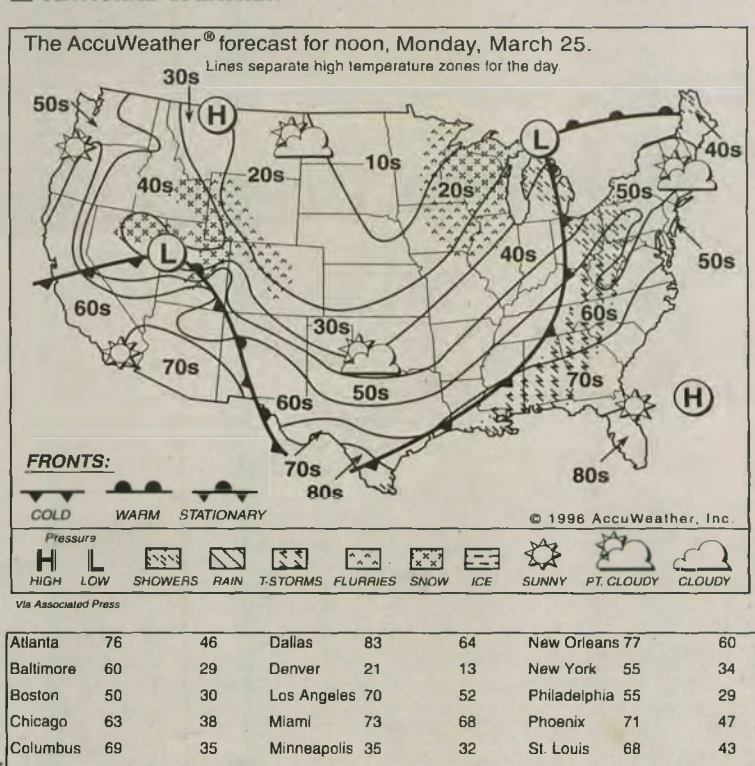 The AccuWeather® forecast for noon, Monday, March 25.
Lines separate high temperature zones for the day.
30s
50s
H
L
40s
10s
20s
20s
40s
50s
50s
L
40s
60s
60s
30s
70s
70s
50s
H
60s
80s
70s
80s
FRONTS:
COLD WARM STATIONARY
© 1996 AccuWeather, Inc.
Pressure
H L
HIGH LOW SHOWERS RAIN T-STORMS FLURRIES SNOW ICE SUNNY PT. CLOUDY CLOUDY
Via Associated Press
Atlanta 76 46 Dallas 83 64 New Orleans 77 60
Baltimore 60 29 Denver 21 13 New York 55 34
Boston 50 30 Los Angeles 70 52 Philadelphia 55 29
Chicago 63 38 Miami 73 68 Phoenix 71 47
Columbus 69 35 Minneapolis 35 32 St. Louis 68 43